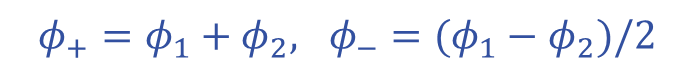 ϕ₊ = ϕ₁ + ϕ₂, ϕ₋ = (ϕ₁ − ϕ₂)/2